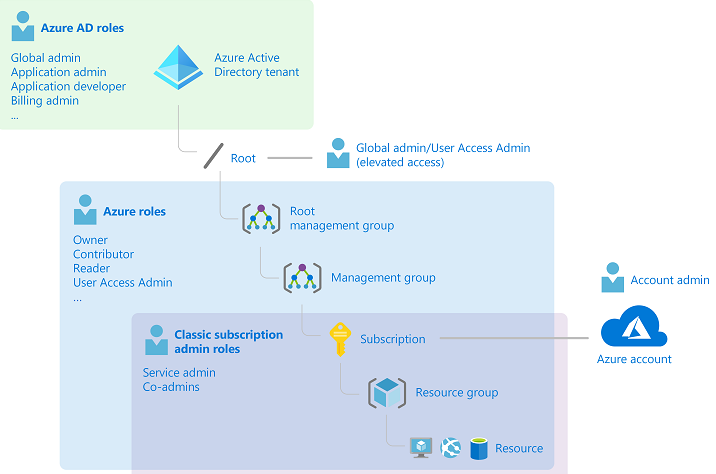 Azure AD roles
Global admin
Application admin
Application developer
Billing admin
...
Azure Active
Directory tenant
Root
Global admin/User Access Admin
(elevated access)
Azure roles
Owner
Contributor
Reader
User Access Admin
...
Root
management group
Management group
Account admin
Azure account
Classic subscription
admin roles
Service admin
Co-admins
Subscription
Resource group
Resource